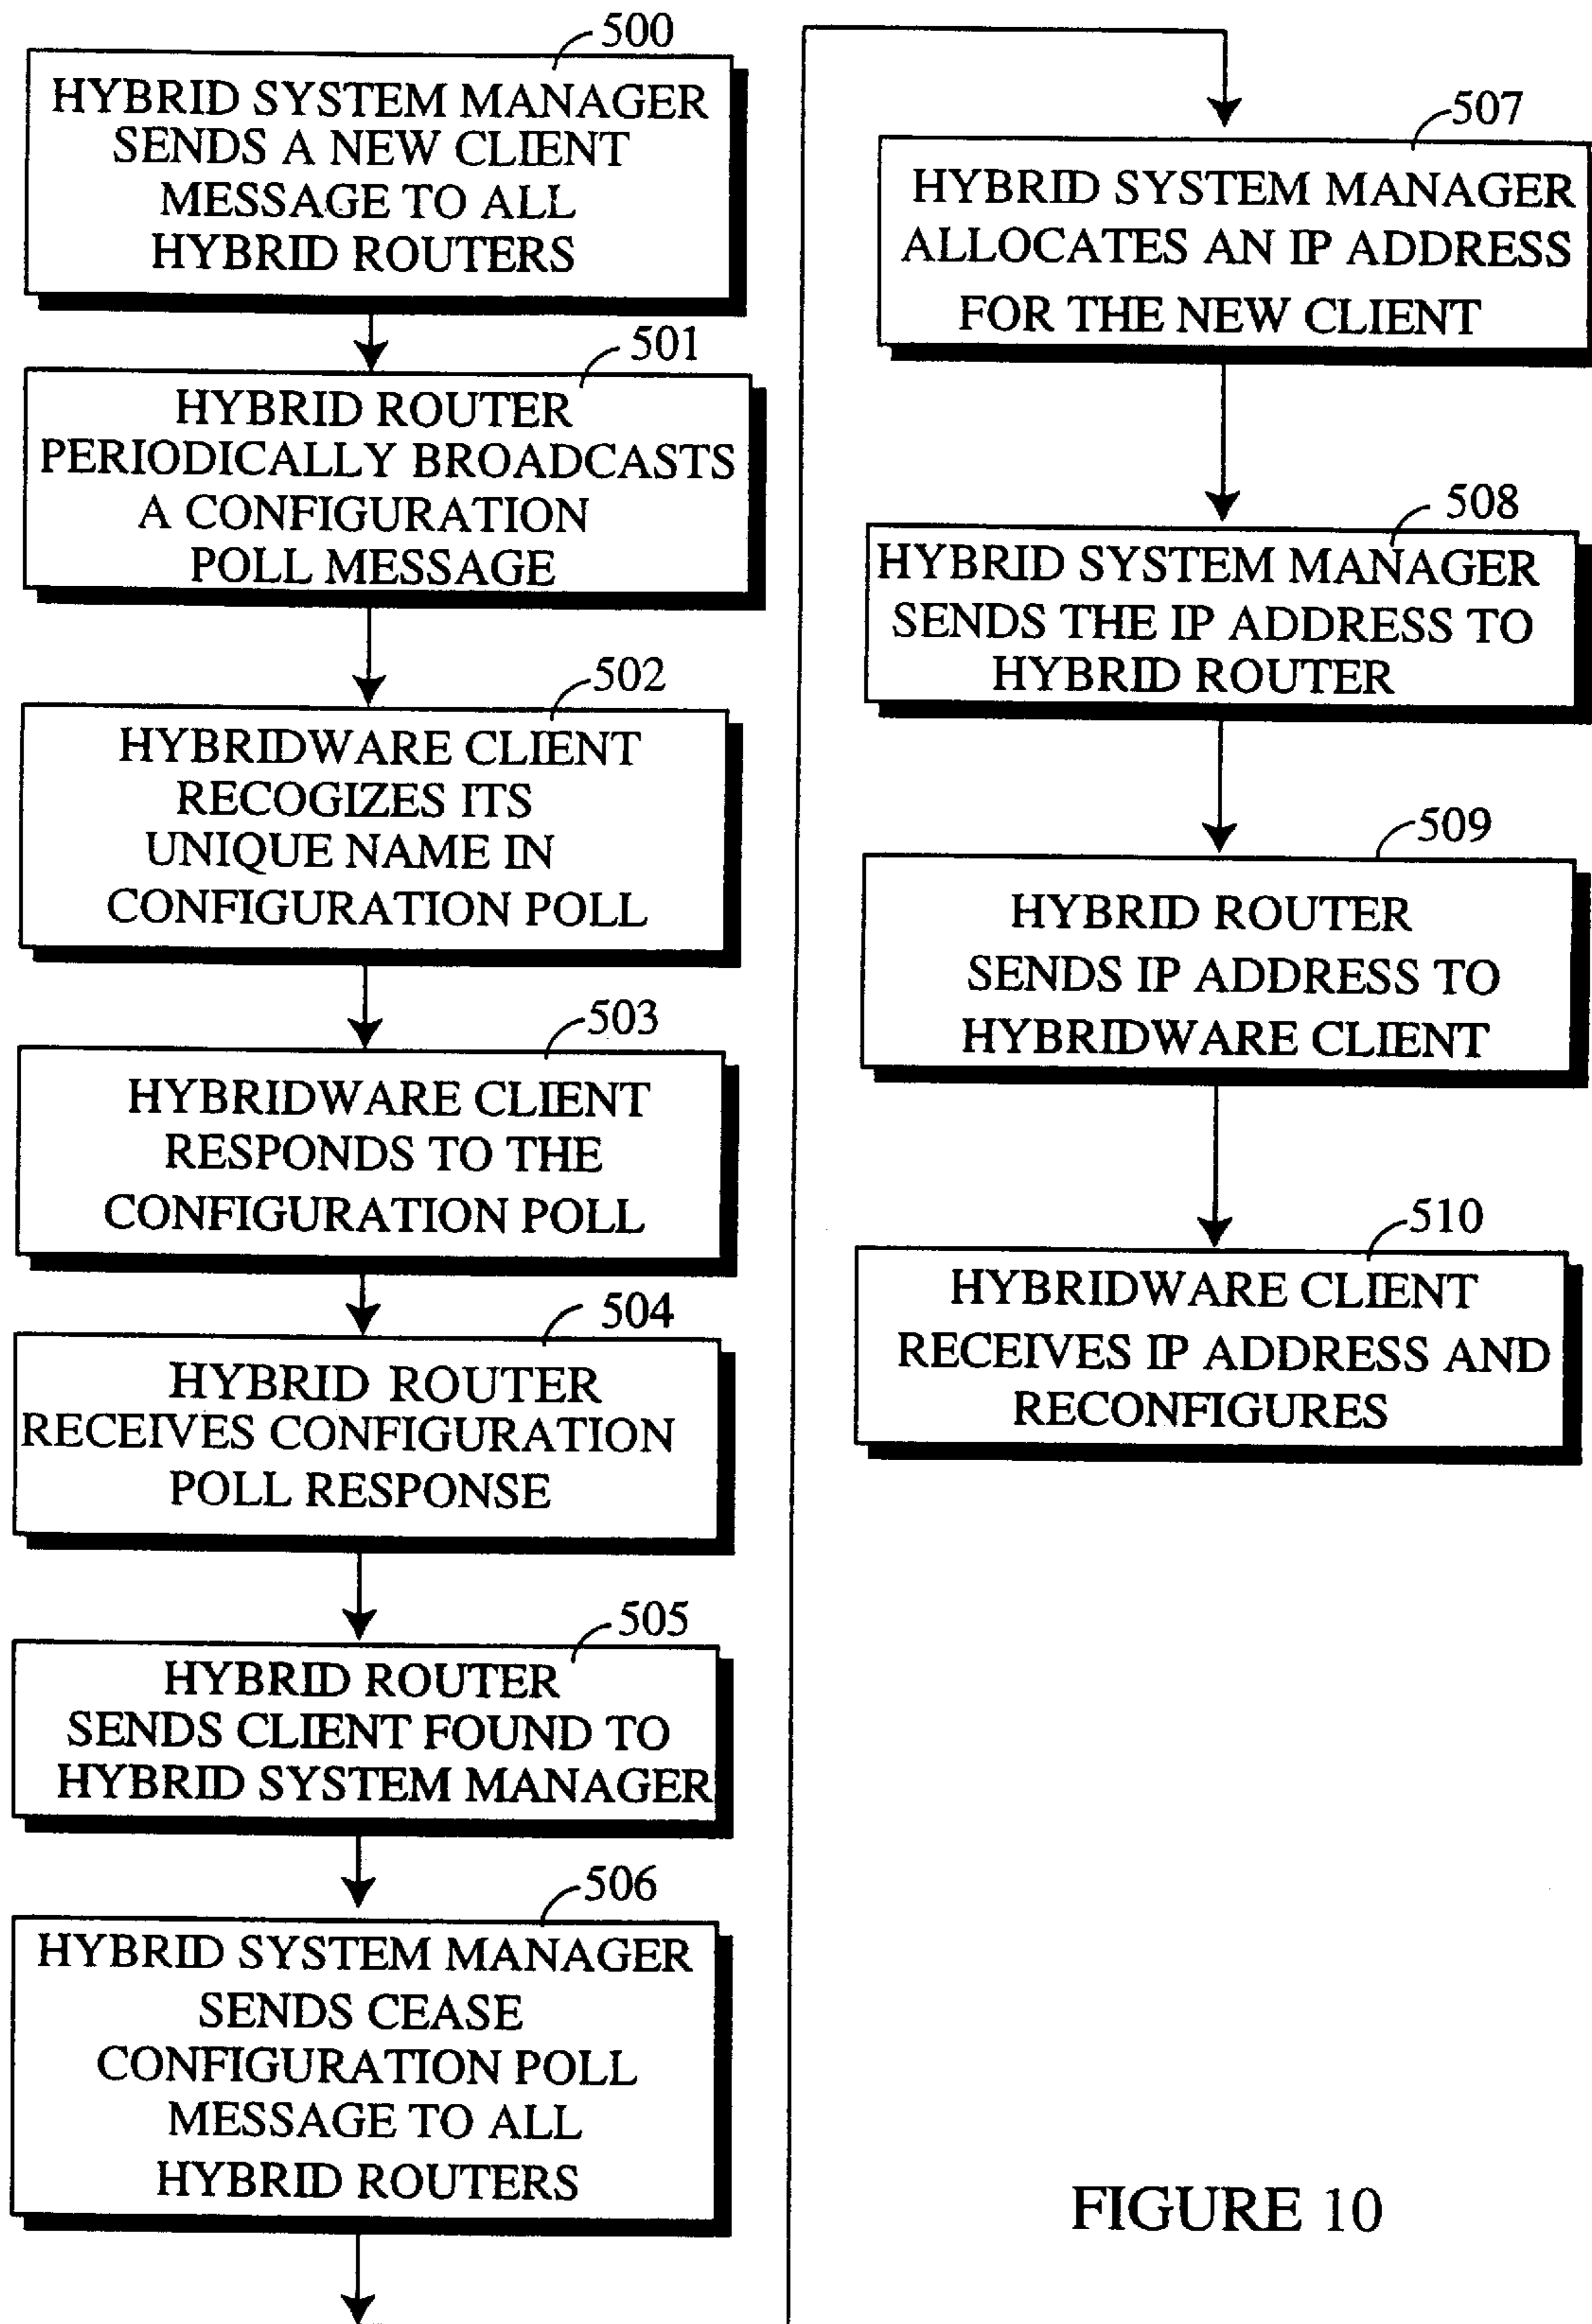 500
HYBRID SYSTEM MANAGER
SENDS A NEW CLIENT
MESSAGE TO ALL
HYBRID ROUTERS
501
HYBRID ROUTER
PERIODICALLY BROADCASTS
A CONFIGURATION
POLL MESSAGE
502
HYBRIDWARE CLIENT
RECOGIZES ITS
UNIQUE NAME IN
CONFIGURATION POLL
503
HYBRIDWARE CLIENT
RESPONDS TO THE
CONFIGURATION POLL
504
HYBRID ROUTER
RECEIVES CONFIGURATION
POLL RESPONSE
505
HYBRID ROUTER
SENDS CLIENT FOUND TO
HYBRID SYSTEM MANAGER
506
HYBRID SYSTEM MANAGER
SENDS CEASE
CONFIGURATION POLL
MESSAGE TO ALL
HYBRID ROUTERS
507
HYBRID SYSTEM MANAGER
ALLOCATES AN IP ADDRESS
FOR THE NEW CLIENT
508
HYBRID SYSTEM MANAGER
SENDS THE IP ADDRESS TO
HYBRID ROUTER
509
HYBRID ROUTER
SENDS IP ADDRESS TO
HYBRIDWARE CLIENT
510
HYBRIDWARE CLIENT
RECEIVES IP ADDRESS AND
RECONFIGURES
FIGURE 10